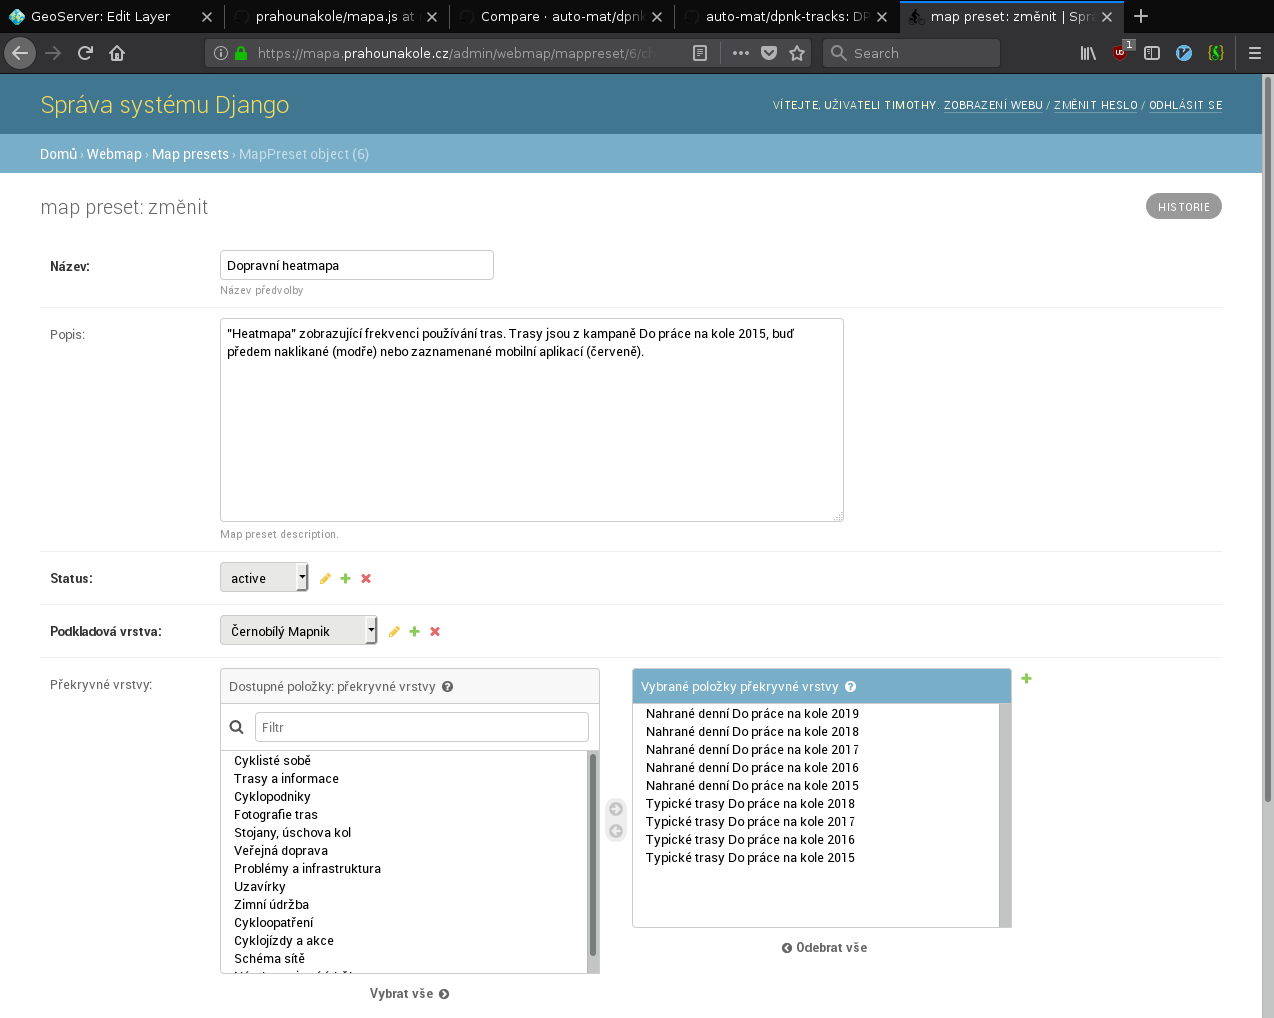 GeoServer: Edit Layer
prahounakole/mapa.js at
Compare · auto-mat/dpnk
auto-mat/dpnk-tracks: DP
map preset: změnit | Spr
https://mapa.prahounakole.cz/admin/webmap/mappreset/6/ch
Search
1
Správa systému Django
VÍTEJTE, UŽIVATELI TIMOTHY. ZOBRAZENÍ WEBU / ZMĚNIT HESLO / ODHLÁSIT SE
Domů › Webmap › Map presets › MapPreset object (6)
map preset: změnit
HISTORIE
Název:
Dopravní heatmapa
Název předvolby
Popis:
"Heatmapa" zobrazující frekvenci používání tras. Trasy jsou z kampaně Do práce na kole 2015, buď
předem naklikané (modře) nebo zaznamenané mobilní aplikací (červeně).
Map preset description.
Status:
active
Podkladová vrstva:
Černobílý Mapnik
Překryvné vrstvy:
Dostupné položky: překryvné vrstvy
Filtr
Cyklisté sobě
Trasy a informace
Cyklopodniky
Fotografie tras
Stojany, úschova kol
Veřejná doprava
Problémy a infrastruktura
Uzavírky
Zimní údržba
Cykloopatření
Cyklojízdy a akce
Schéma sítě
Vybrat vše
Vybrané položky překryvné vrstvy
Nahrané denní Do práce na kole 2019
Nahrané denní Do práce na kole 2018
Nahrané denní Do práce na kole 2017
Nahrané denní Do práce na kole 2016
Nahrané denní Do práce na kole 2015
Typické trasy Do práce na kole 2018
Typické trasy Do práce na kole 2017
Typické trasy Do práce na kole 2016
Typické trasy Do práce na kole 2015
Odebrat vše